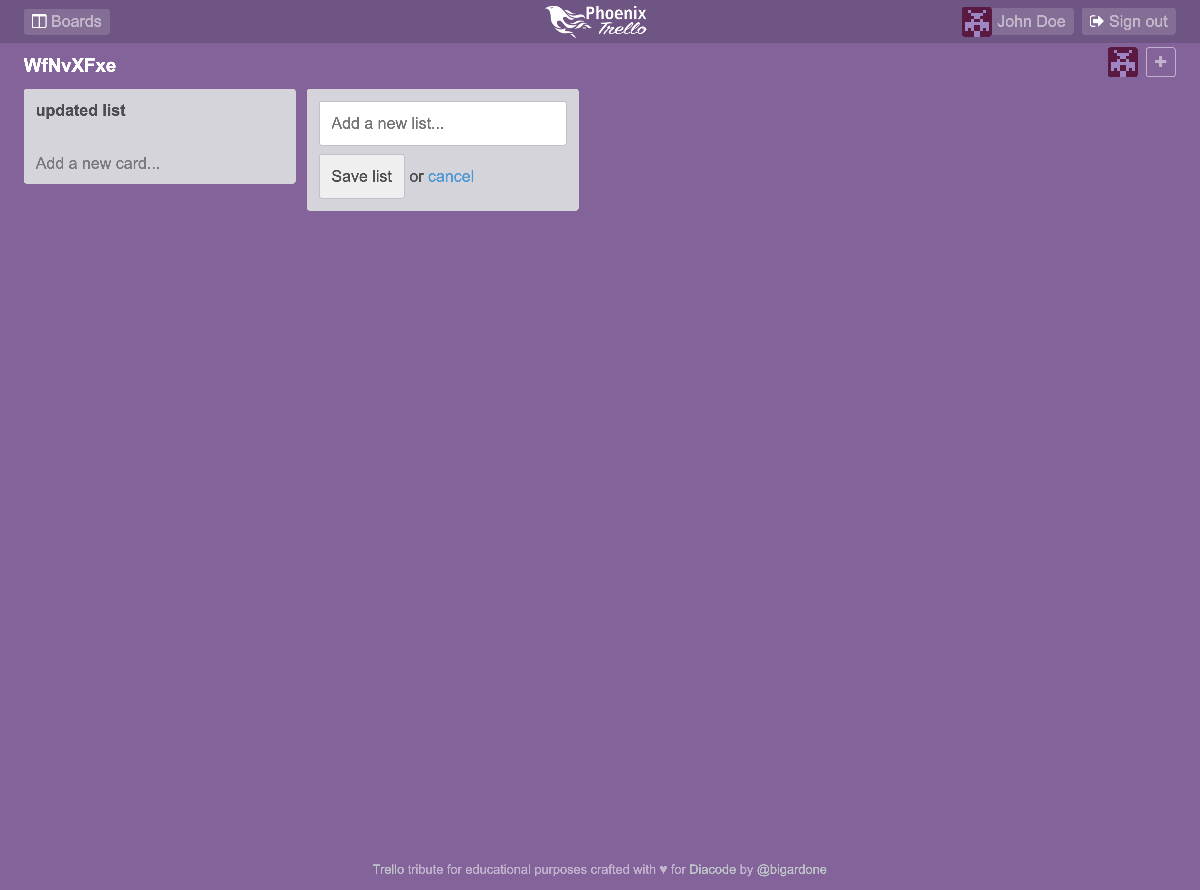 Boards
Phoenix
Trello
John Doe
Sign out
WfNvXFxe
+
updated list
Add a new card...
Add a new list...
Save list or cancel
Trello tribute for educational purposes crafted with ♥ for Diacode by @bigardone